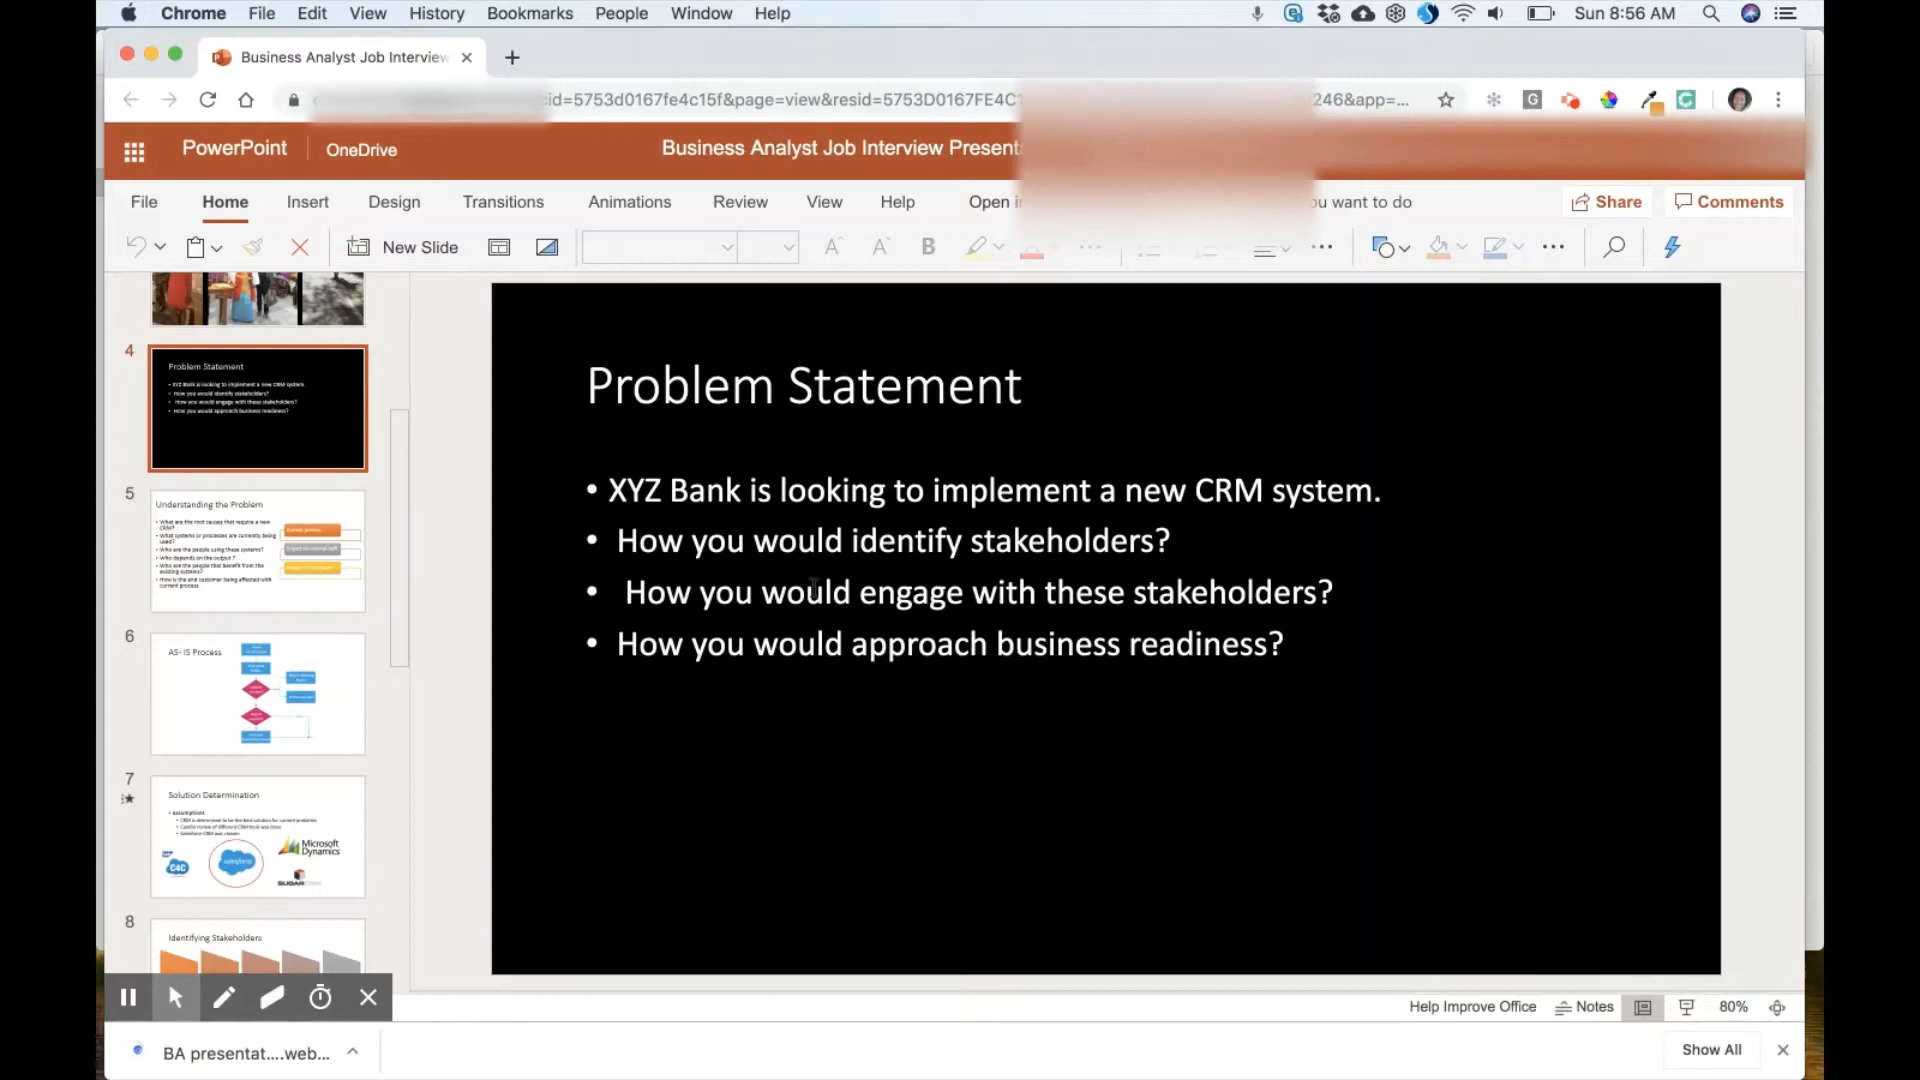 Chrome File Edit View History Bookmarks People Window Help Sun 8:56 AM
Business Analyst Job Interview
id=5753d0167fe4c15f&page=view&resid=5753D0167FE4C1 246&app=...
PowerPoint OneDrive Business Analyst Job Interview Present
File Home Insert Design Transitions Animations Review View Help Open i u want to do Share Comments
New Slide
4
Problem Statement
• XYZ Bank is looking to implement a new CRM system.
• How you would identify stakeholders?
• How you would engage with these stakeholders?
• How you would approach business readiness?
5
Understanding the Problem
• What are the root causes that require a new
CRM?
• What systems or processes are currently being
used?
• Who are the people using these systems?
• Who depends on the output ?
• Who are the people that benefit from the
existing systems?
• How is the end customer being affected with
current process
6
AS- IS Process
7
Solution Determination
• assumptions
• CRM is determined to be the best solution for current problems
• Careful review of different CRM tools was done
• Salesforce CRM was chosen
SAP
C4C
salesforce
Microsoft
Dynamics
SUGARCRM
8
Identifying Stakeholders
Problem Statement
• XYZ Bank is looking to implement a new CRM system.
• How you would identify stakeholders?
• How you would engage with these stakeholders?
• How you would approach business readiness?
Help Improve Office Notes 80%
BA presentat....web... Show All